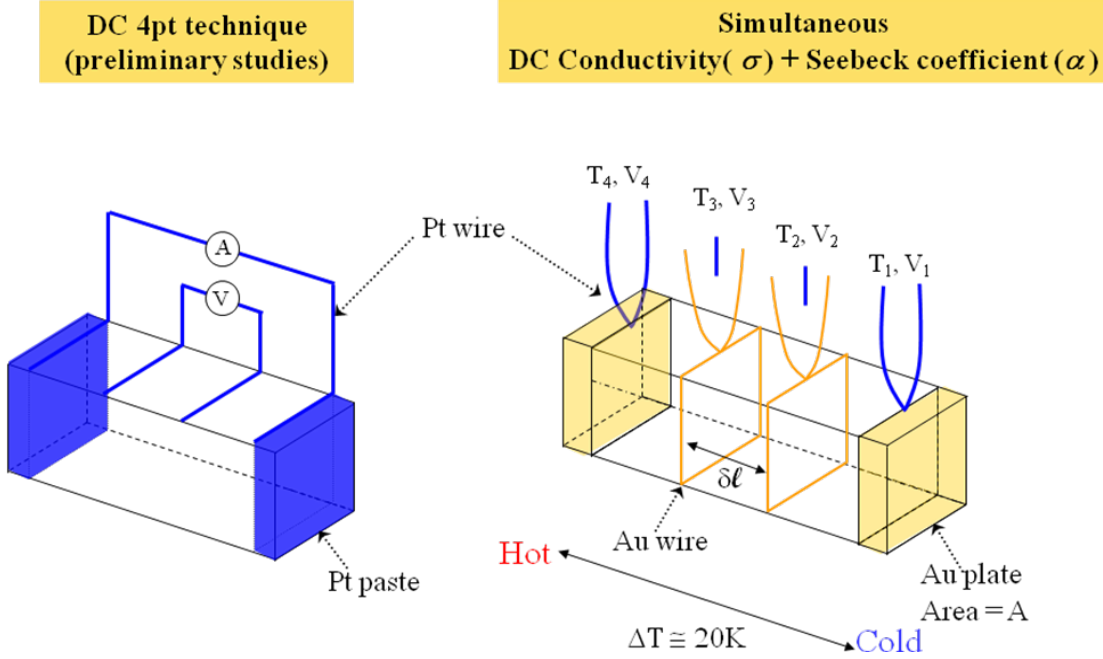 DC 4pt technique
(preliminary studies)
Simultaneous
DC Conductivity( σ) + Seebeck coefficient (α)
T₄, V₄
T₃, V₃
T₂, V₂
T₁, V₁
Pt wire
A
V
δℓ
Au wire
Hot
Pt paste
Au plate
Area = A
ΔT ≅ 20K
Cold